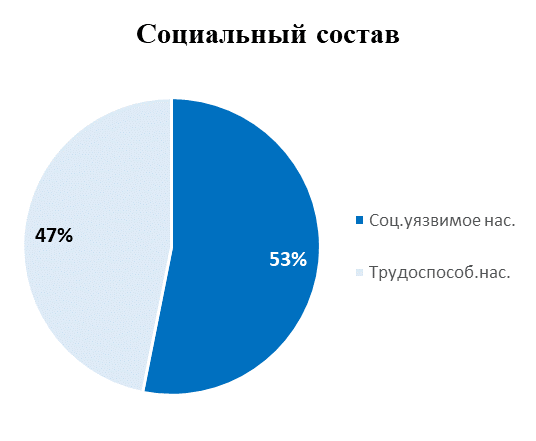 Социальный состав
47%
53%
Соц.уязвимое нас.
Трудоспособ.нас.